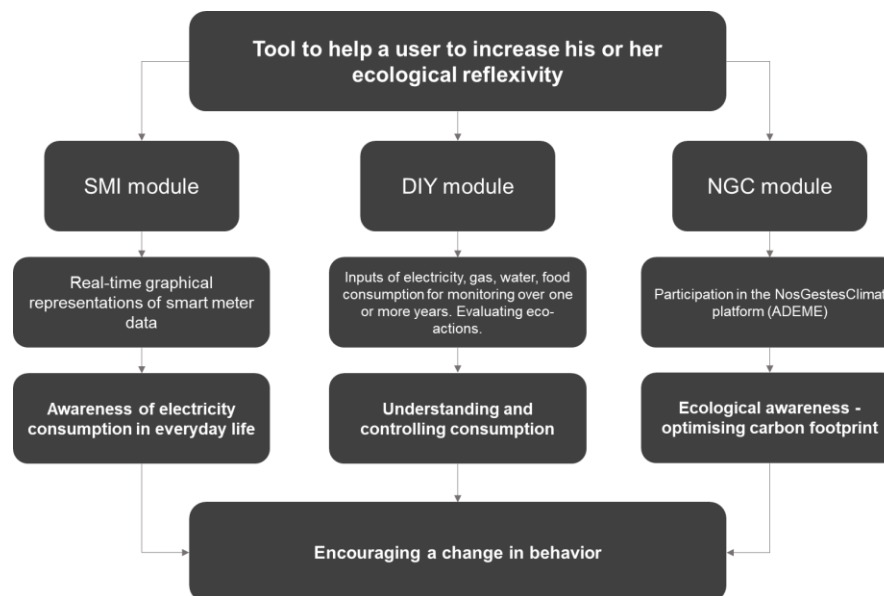 Tool to help a user to increase his or her
ecological reflexivity
SMI module
DIY module
NGC module
Real-time graphical
representations of smart meter
data
Inputs of electricity, gas, water, food
consumption for monitoring over one
or more years. Evaluating eco-
actions.
Participation in the NosGestesClimat
platform (ADEME)
Awareness of electricity
consumption in everyday life
Understanding and
controlling consumption
Ecological awareness -
optimising carbon footprint
Encouraging a change in behavior